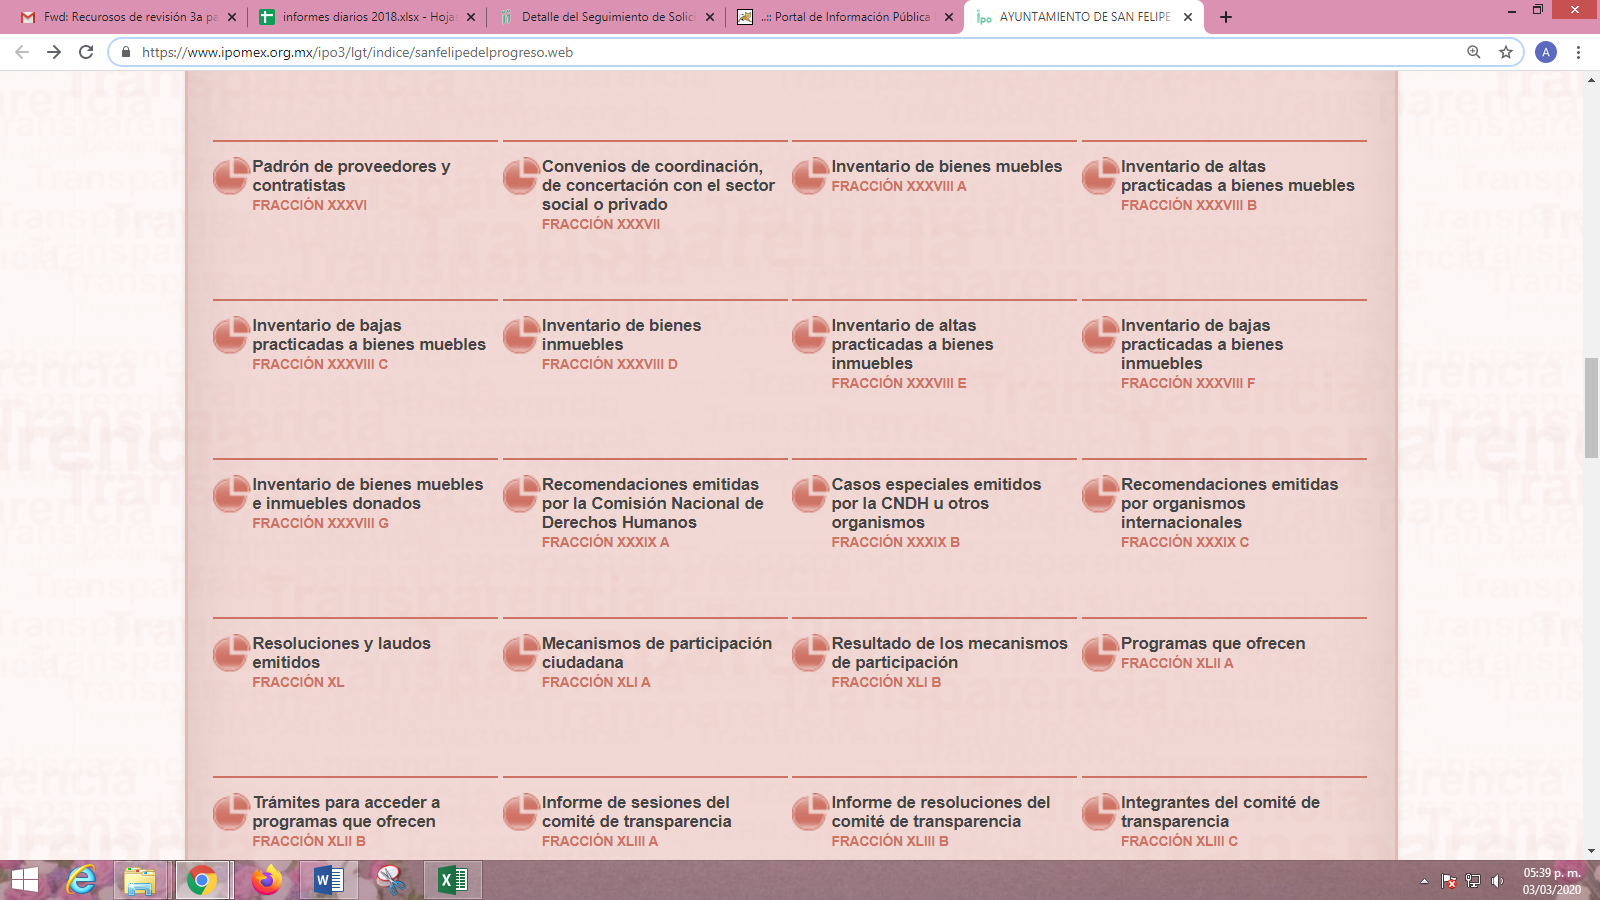 Fwd: Recurosos de revisión 3a pa
informes diarios 2018.xlsx - Hoja
Detalle del Seguimiento de Solici
..:: Portal de Información Pública
AYUNTAMIENTO DE SAN FELIPE
https://www.ipomex.org.mx/ipo3/lgt/indice/sanfelipedelprogreso.web
A
Padrón de proveedores y
contratistas
FRACCIÓN XXXVI
Convenios de coordinación,
de concertación con el sector
social o privado
FRACCIÓN XXXVII
Inventario de bienes muebles
FRACCIÓN XXXVIII A
Inventario de altas
practicadas a bienes muebles
FRACCIÓN XXXVIII B
Inventario de bajas
practicadas a bienes muebles
FRACCIÓN XXXVIII C
Inventario de bienes
inmuebles
FRACCIÓN XXXVIII D
Inventario de altas
practicadas a bienes
inmuebles
FRACCIÓN XXXVIII E
Inventario de bajas
practicadas a bienes
inmuebles
FRACCIÓN XXXVIII F
Inventario de bienes muebles
e inmuebles donados
FRACCIÓN XXXVIII G
Recomendaciones emitidas
por la Comisión Nacional de
Derechos Humanos
FRACCIÓN XXXIX A
Casos especiales emitidos
por la CNDH u otros
organismos
FRACCIÓN XXXIX B
Recomendaciones emitidas
por organismos
internacionales
FRACCIÓN XXXIX C
Resoluciones y laudos
emitidos
FRACCIÓN XL
Mecanismos de participación
ciudadana
FRACCIÓN XLI A
Resultado de los mecanismos
de participación
FRACCIÓN XLI B
Programas que ofrecen
FRACCIÓN XLII A
Trámites para acceder a
programas que ofrecen
FRACCIÓN XLII B
Informe de sesiones del
comité de transparencia
FRACCIÓN XLIII A
Informe de resoluciones del
comité de transparencia
FRACCIÓN XLIII B
Integrantes del comité de
transparencia
FRACCIÓN XLIII C
05:39 p. m.
03/03/2020